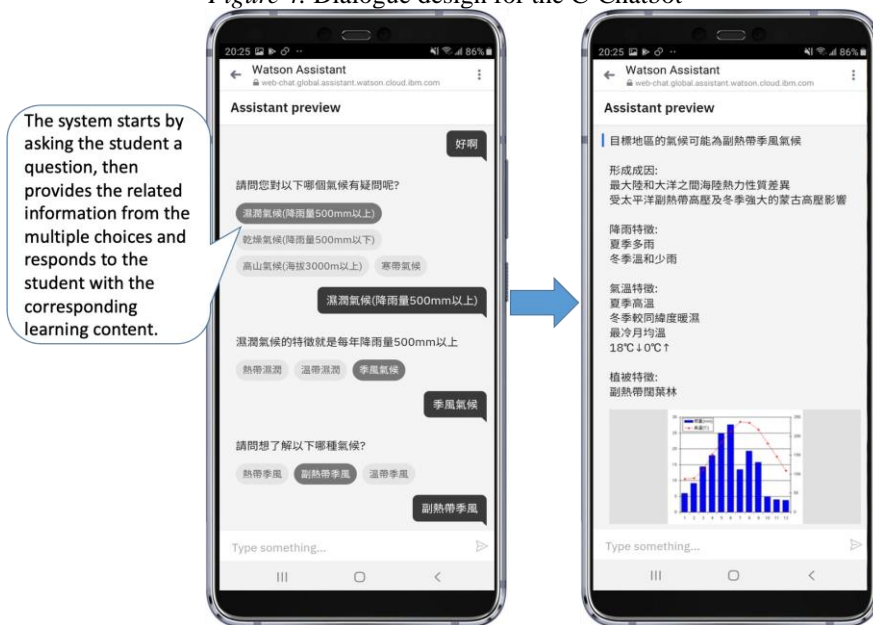 Figure 4. Dialogue design for the C-Chatbot
The system starts by
asking the student a
question, then
provides the related
information from the
multiple choices and
responds to the
student with the
corresponding
learning content.
20:25 86%
Watson Assistant
web-chat.global.assistant.watson.cloud.ibm.com
Assistant preview
好啊
請問您對以下哪個氣候有疑問呢?
濕潤氣候(降雨量500mm以上)
乾燥氣候(降雨量500mm以下)
高山氣候(海拔3000m以上) 寒帶氣候
濕潤氣候(降雨量500mm以上)
濕潤氣候的特徵就是每年降雨量500mm以上
熱帶濕潤 溫帶濕潤 季風氣候
季風氣候
請問想了解以下哪種氣候?
熱帶季風 副熱帶季風 溫帶季風
副熱帶季風
Type something...
20:25 86%
Watson Assistant
web-chat.global.assistant.watson.cloud.ibm.com
Assistant preview
目標地區的氣候可能為副熱帶季風氣候
形成成因:
最大陸和大洋之間海陸熱力性質差異
受太平洋副熱帶高壓及冬季強大的蒙古高壓影響
降雨特徵:
夏季多雨
冬季溫和少雨
氣溫特徵:
夏季高溫
冬季較同緯度暖濕
最冷月均溫
18℃↓0℃↑
植被特徵:
副熱帶闊葉林
1 2 3 4 5 6 7 8 9 10 11 12
Type something...